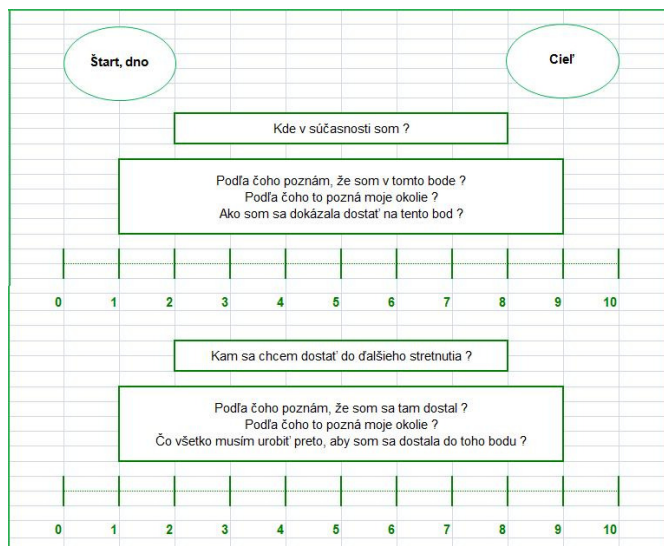 Štart, dno
Cieľ
Kde v súčasnosti som ?
Podľa čoho poznám, že som v tomto bode ?
Podľa čoho to pozná moje okolie ?
Ako som sa dokázala dostať na tento bod ?
0 1 2 3 4 5 6 7 8 9 10
Kam sa chcem dostať do ďalšieho stretnutia ?
Podľa čoho poznám, že som sa tam dostal ?
Podľa čoho to pozná moje okolie ?
Čo všetko musím urobiť preto, aby som sa dostala do toho bodu ?
0 1 2 3 4 5 6 7 8 9 10